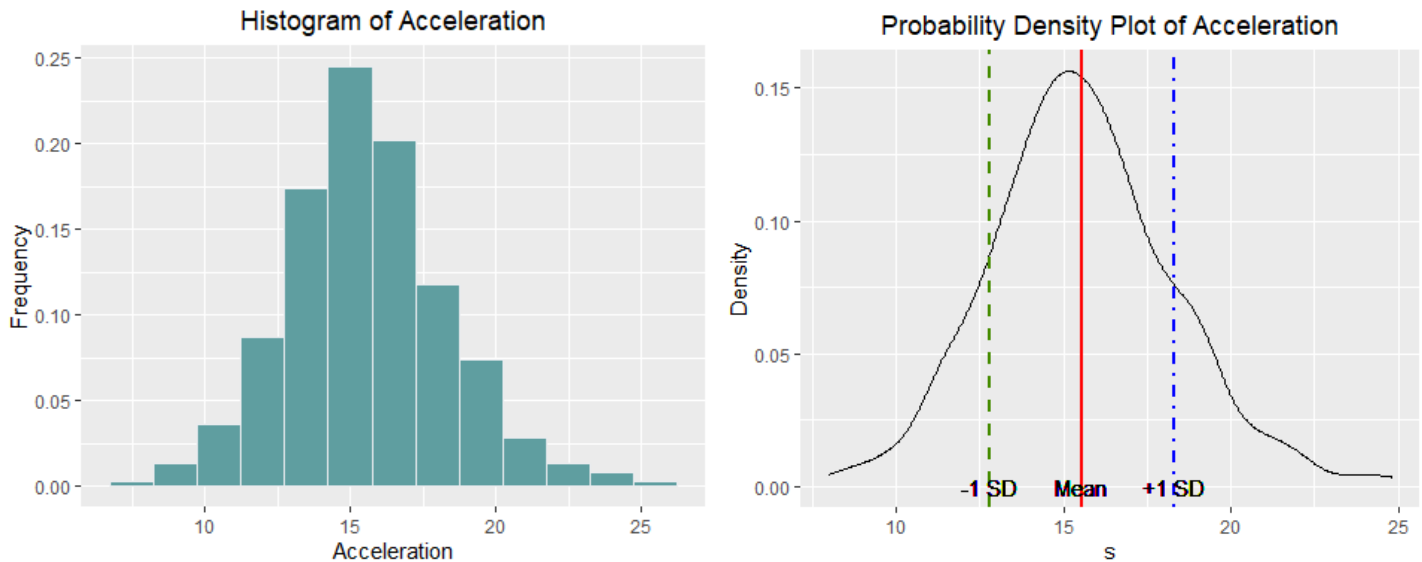 Histogram of Acceleration
0.25
0.20
0.15
0.10
0.05
0.00
Frequency
10 15 20 25
Acceleration
Probability Density Plot of Acceleration
0.15
0.10
0.05
0.00
Density
-1 SD Mean +1 SD
10 15 20 25
s